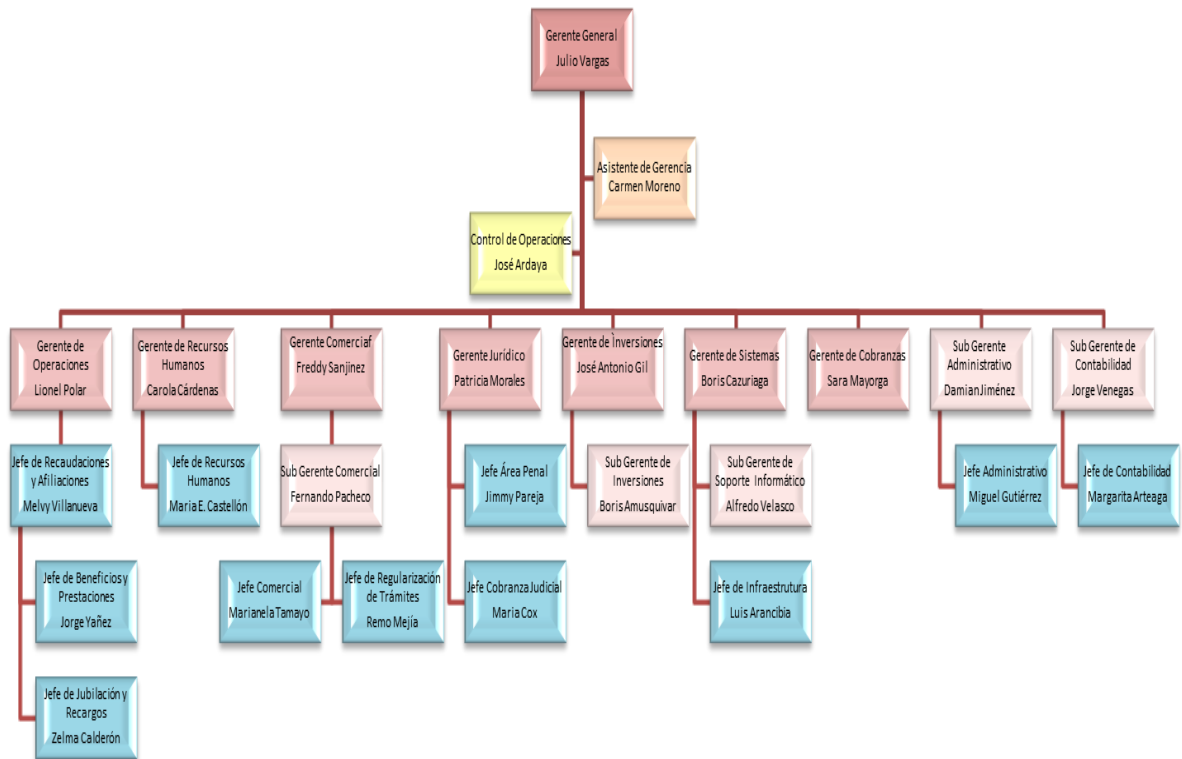 Gerente General
Julio Vargas
Asistente de Gerencia
Carmen Moreno
Control de Operaciones
José Ardaya
Gerente de
Operaciones
Lionel Polar
Gerente de Recursos
Humanos
Carola Cárdenas
Gerente Comercial
Freddy Sanjinez
Gerente Jurídico
Patricia Morales
Gerente de Ìnversiones
José Antonio Gil
Gerente de Sistemas
Boris Cazuriaga
Gerente de Cobranzas
Sara Mayorga
Sub Gerente
Administrativo
Damian Jiménez
Sub Gerente de
Contabilidad
Jorge Venegas
Jefe de Recaudaciones
y Afiliaciones
Melvy Villanueva
Jefe de Recursos
Humanos
Maria E. Castellón
Sub Gerente Comercial
Fernando Pacheco
Jefe Área Penal
Jimmy Pareja
Sub Gerente de
Inversiones
Boris Amusquivar
Sub Gerente de
Soporte Informático
Alfredo Velasco
Jefe Administrativo
Miguel Gutiérrez
Jefe de Contabilidad
Margarita Arteaga
Jefe de Beneficios y
Prestaciones
Jorge Yañez
Jefe Comercial
Marianela Tamayo
Jefe de Regularización
de Trámites
Remo Mejía
Jefe Cobranza Judicial
Maria Cox
Jefe de Infraestrutura
Luis Arancibia
Jefe de Jubilación y
Recargos
Zelma Calderón